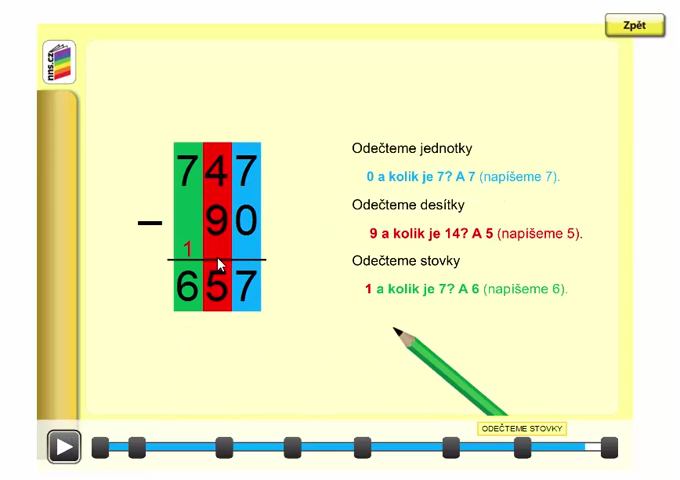 Zpět
nns.cz
747
Odečteme jednotky
0 a kolik je 7? A 7 (napíšeme 7).
Odečteme desítky
– 90
9 a kolik je 14? A 5 (napíšeme 5).
1
Odečteme stovky
657
1 a kolik je 7? A 6 (napíšeme 6).
ODEČTEME STOVKY